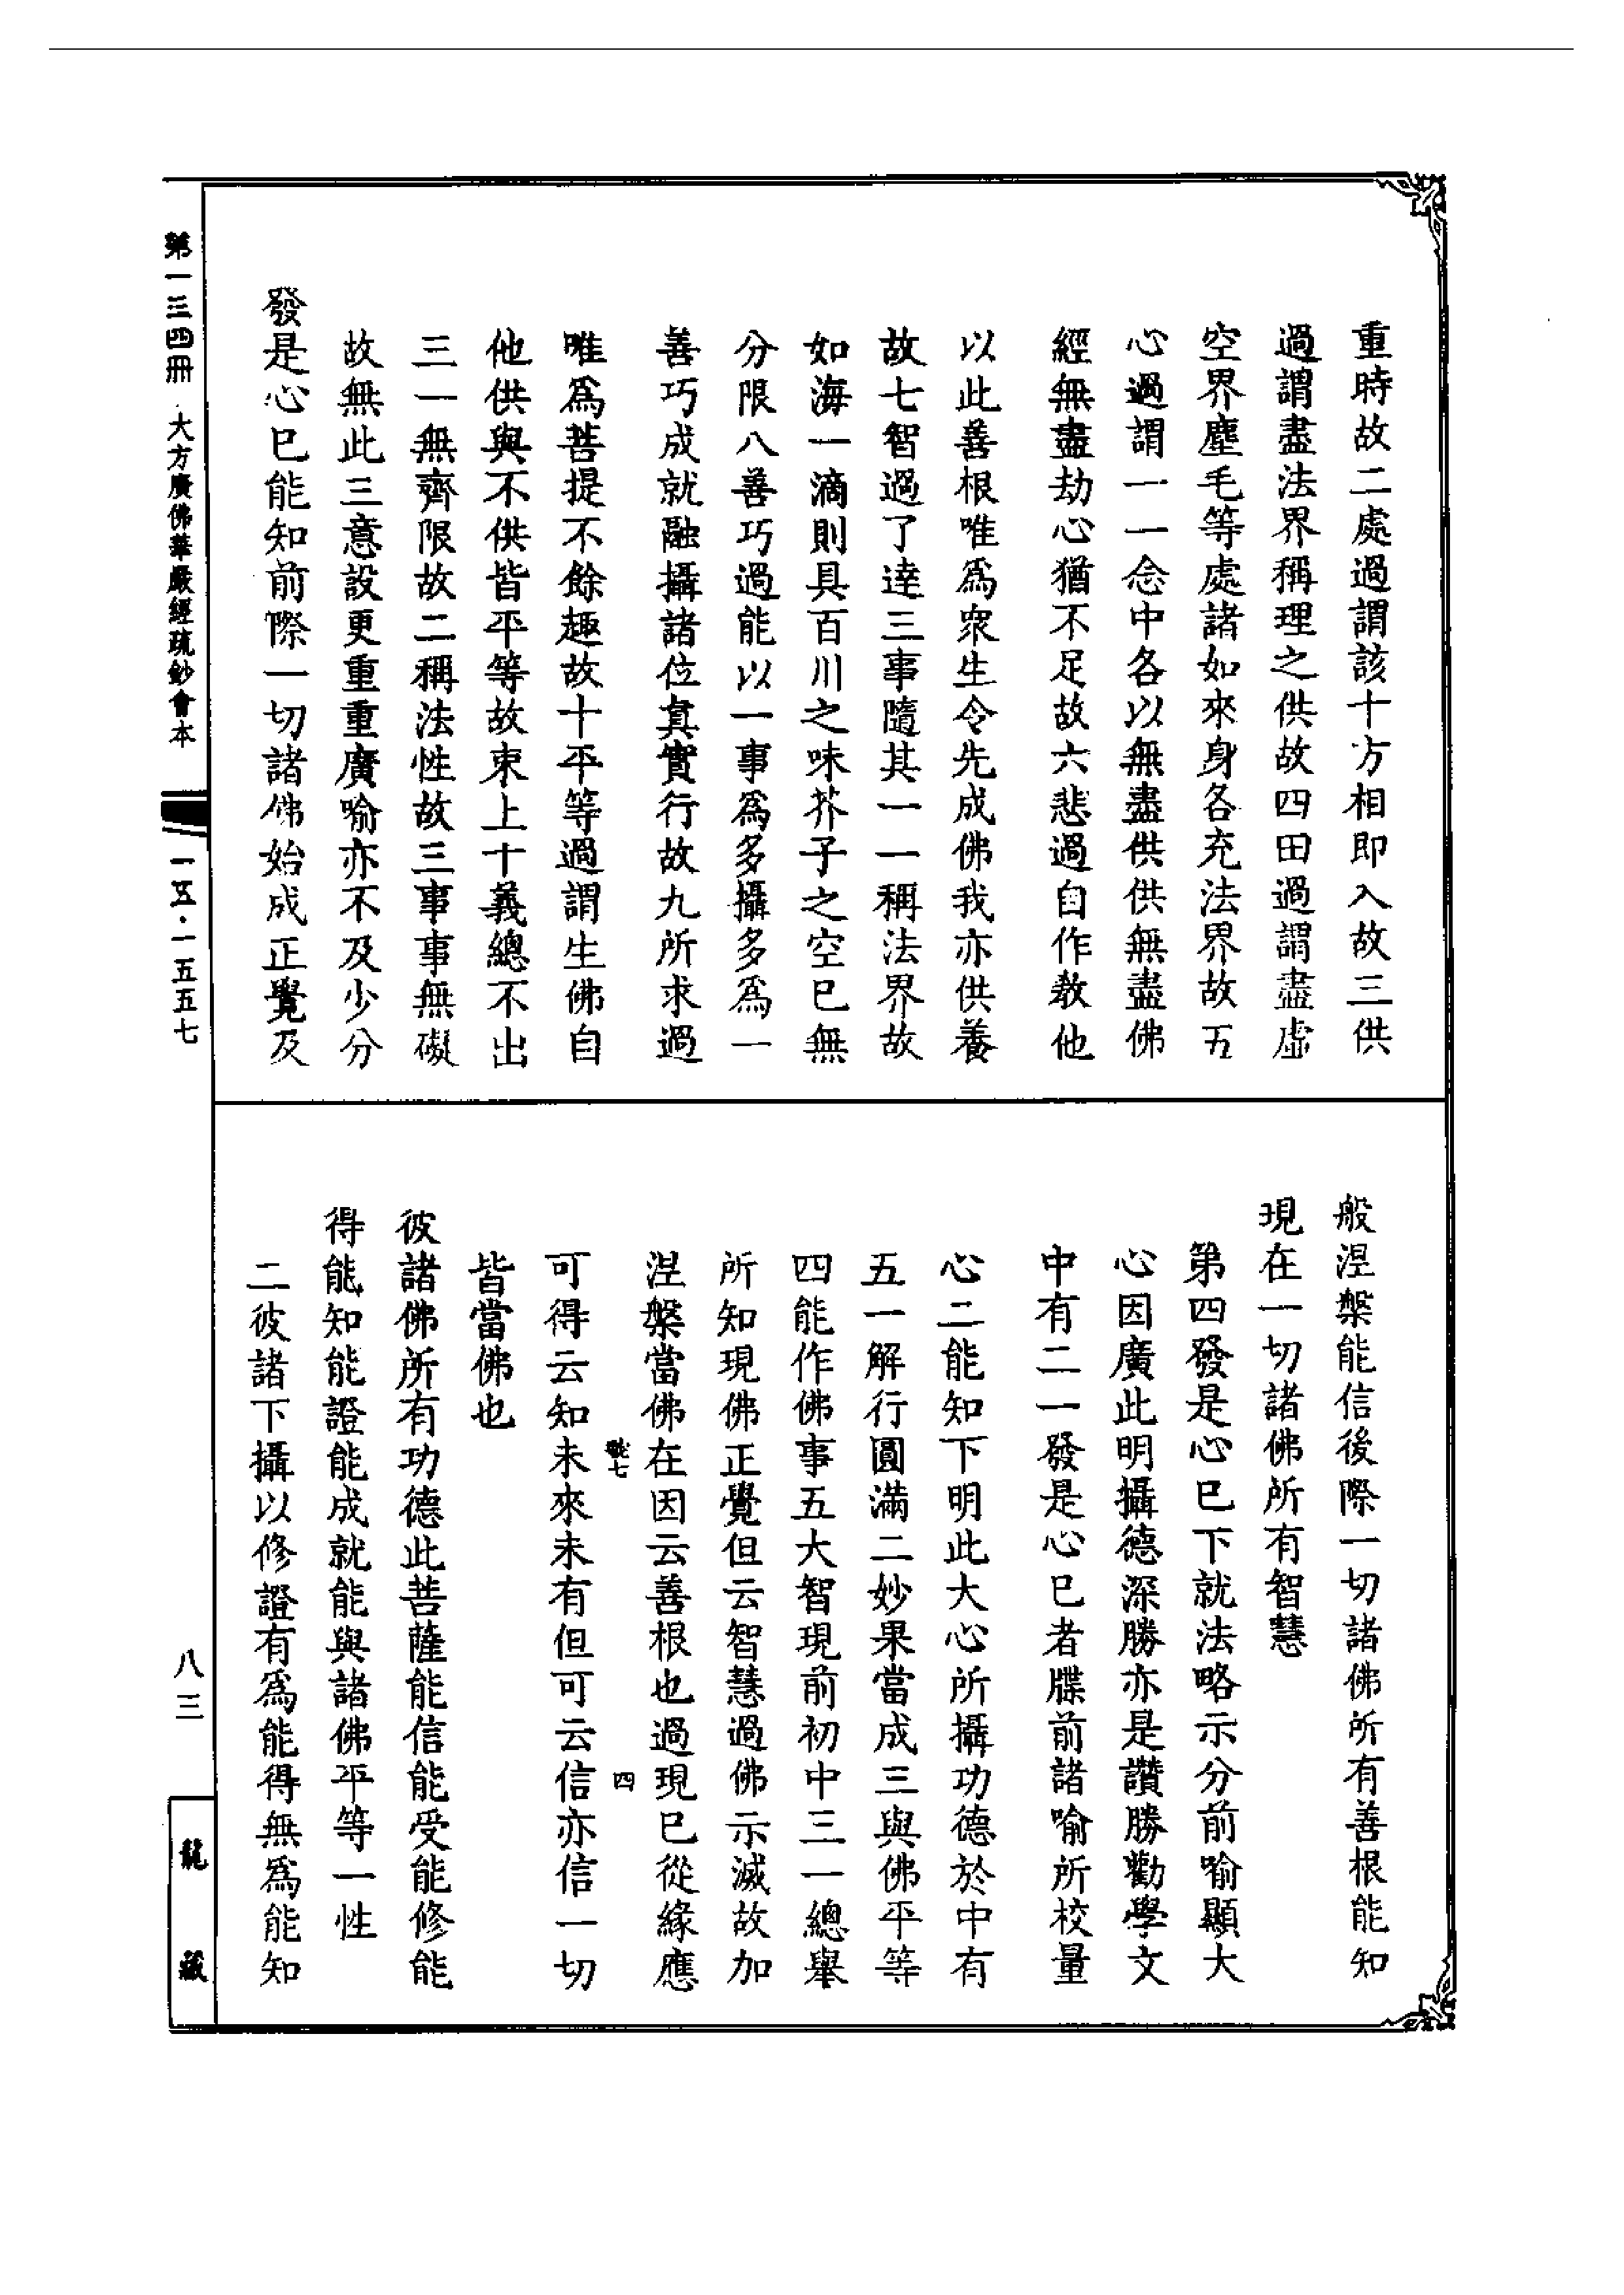 重時故二處過謂該十方相即入故三供
過謂盡法界稱理之供故四田過謂盡虛
空界塵毛等處諸如來身各充法界故五
心過謂一一念中各以無盡供供無盡佛
經無盡劫心猶不足故六悲過自作教他
以此善根唯為衆生令先成佛我亦供養
故七智過了達三事隨其一一稱法界故
如海一滴則具百川之味芥子之空已無
分限八善巧過能以一事為多攝多為一
善巧成就融攝諸位真實行故九所求過
唯為菩提不餘趣故十平等過謂生佛自
他供與不供皆平等故束上十義總不出
三一無齊限故二稱法性故三事事無礙
故無此三意設更重重廣喻亦不及少分
發是心已能知前際一切諸佛始成正覺及
般涅槃能信後際一切諸佛所有善根能知
現在一切諸佛所有智慧
第四發是心已下就法略示分前喻顯大
心因廣此明攝德深勝亦是讚勝勸學文
中有二一發是心已者牒前諸喻所校量
心二能知下明此大心所攝功德於中有
五一解行圓滿二妙果當成三與佛平等
四能作佛事五大智現前初中三一總舉
所知現佛正覺但云智慧過佛示滅故加
涅槃當佛在因云善根也過現已從緣應
四
可得云知未來未有但可云信亦信一切
皆當佛也
彼諸佛所有功德此菩薩能信能受能修能
得能知能證能成就能與諸佛平等一性
二彼諸下攝以修證有為能得無為能知
第一三四冊 大方廣佛華嚴經疏鈔會本 一五·一五五七
八三
龍藏